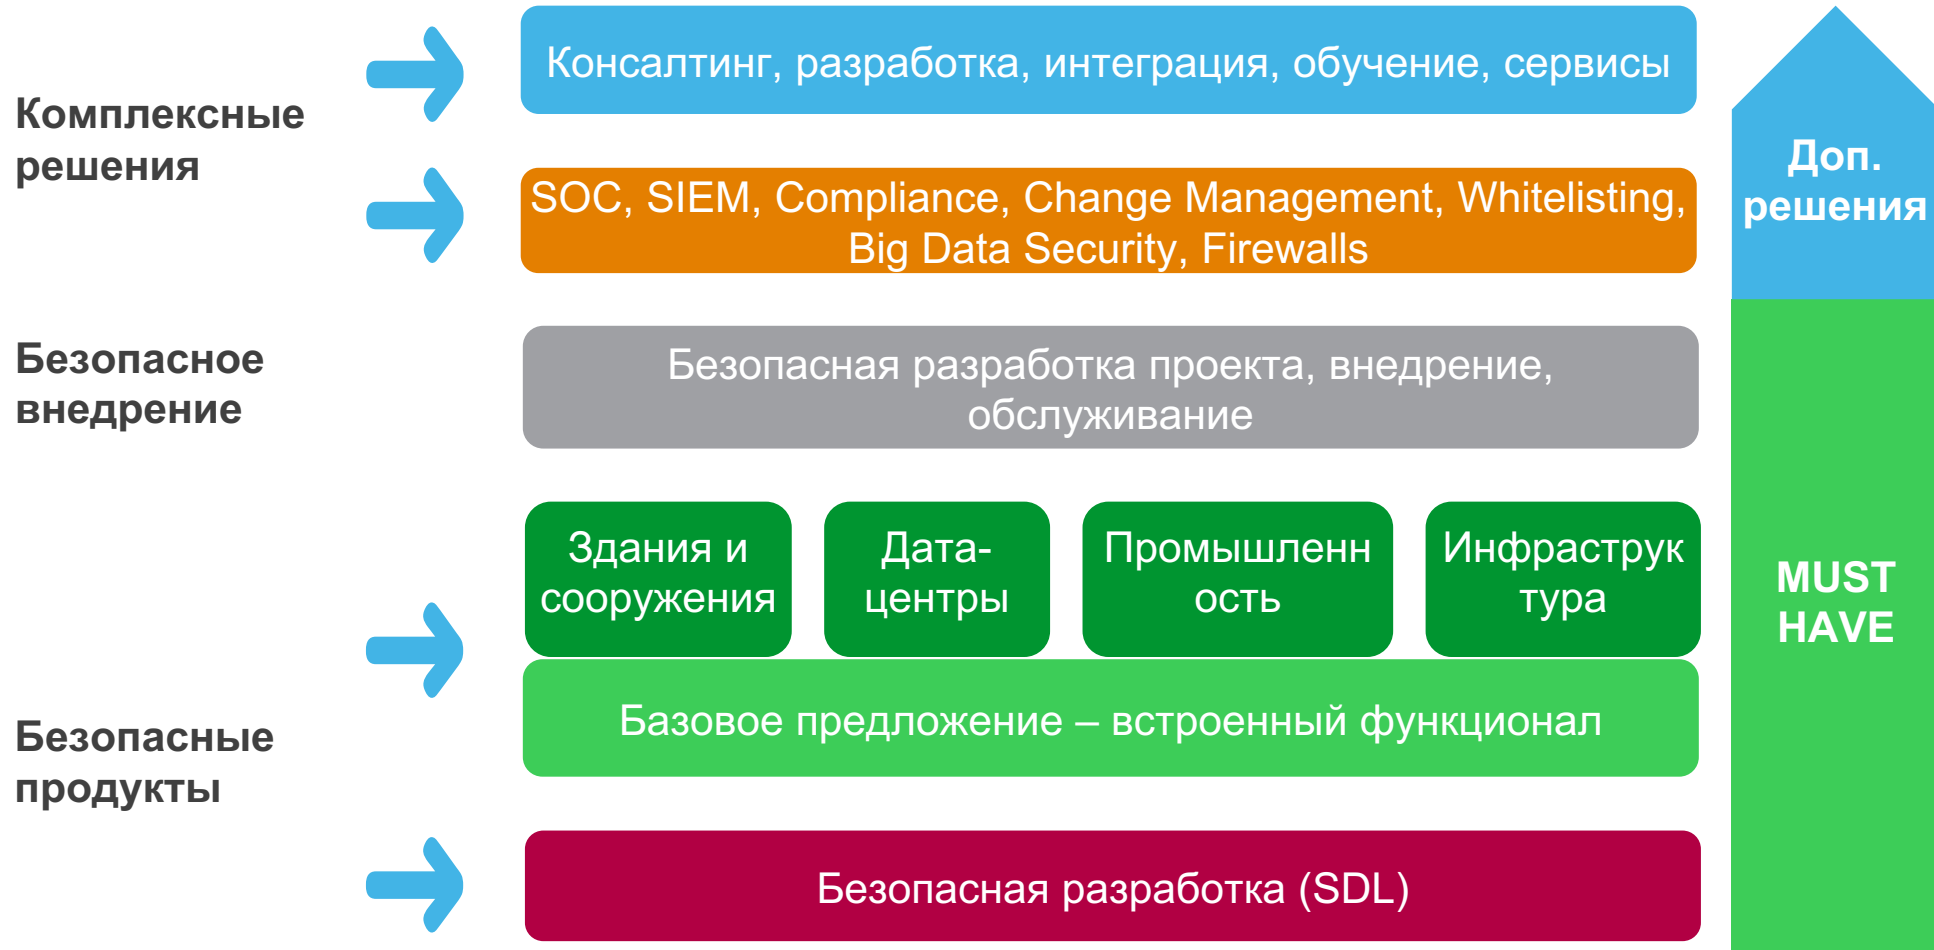 Консалтинг, разработка, интеграция, обучение, сервисы
Комплексные
решения
SOC, SIEM, Compliance, Change Management, Whitelisting,
Big Data Security, Firewalls
Доп.
решения
Безопасное
внедрение
Безопасная разработка проекта, внедрение,
обслуживание
Здания и
сооружения
Дата-
центры
Промышленн
ость
Инфраструк
тура
MUST
HAVE
Безопасные
продукты
Базовое предложение – встроенный функционал
Безопасная разработка (SDL)